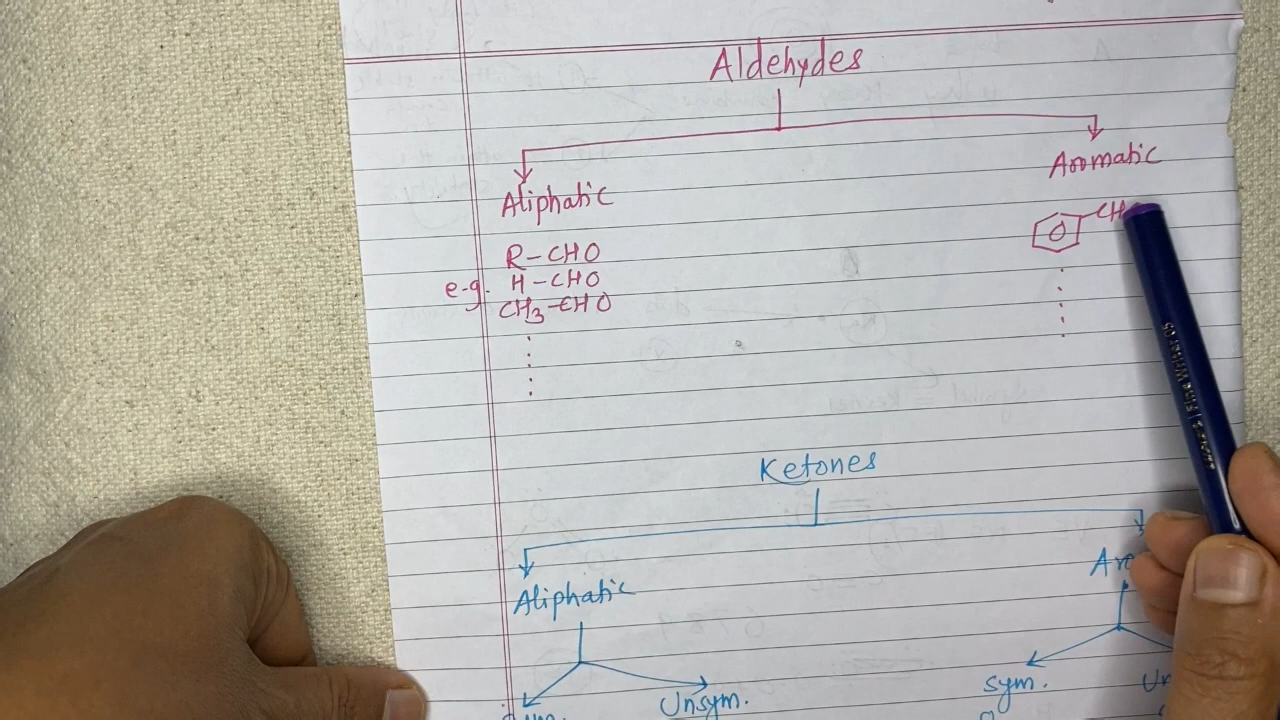 Aldehydes
Aliphatic
Aromatic
R-CHO
e.g. H-CHO
CH3-CHO
Ketones
Aliphatic
Unsym.
Sym.